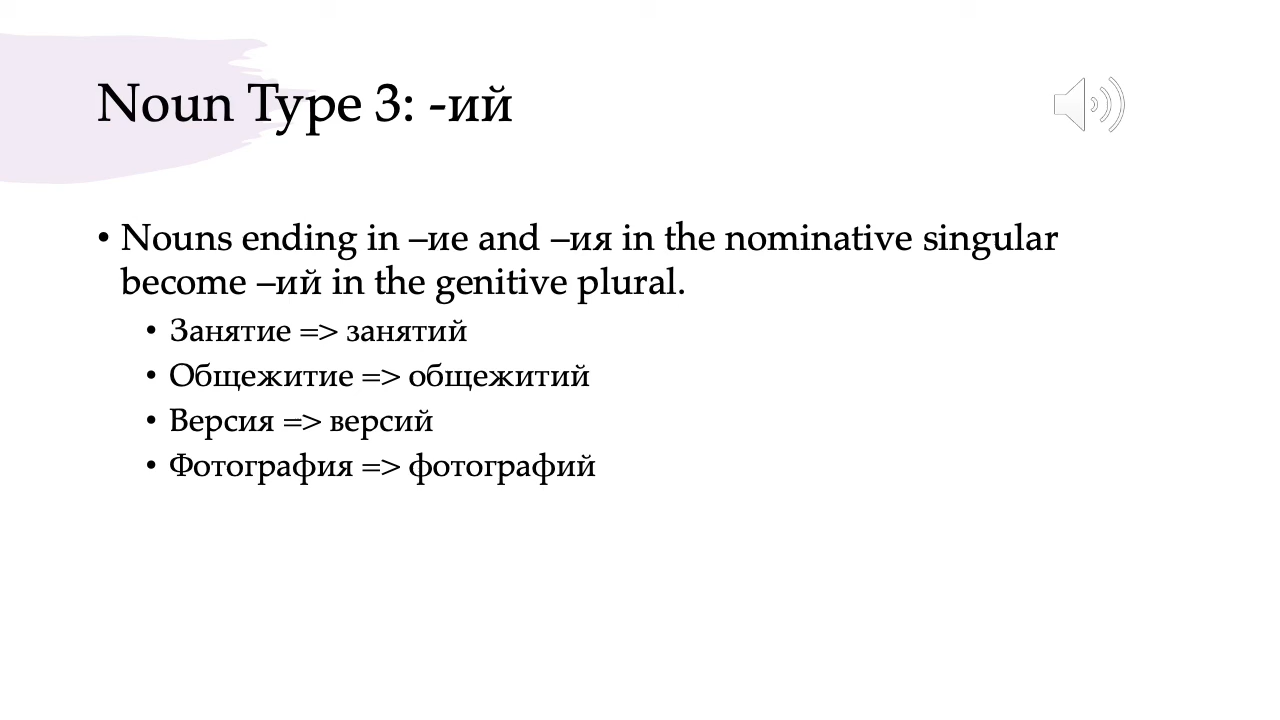 Noun Type 3: -ий
• Nouns ending in –ие and –ия in the nominative singular
become –ий in the genitive plural.
• Занятие => занятий
• Общежитие => общежитий
• Версия => версий
• Фотография => фотографий